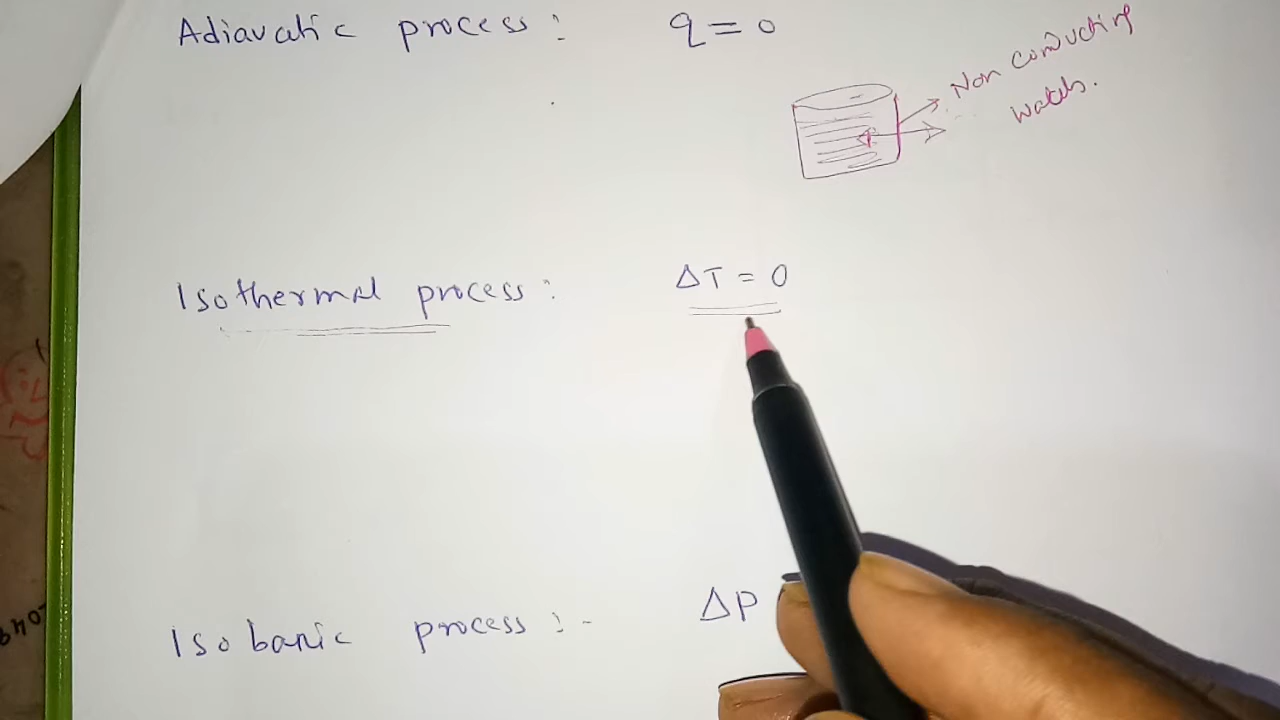 Adiavatic process : q = 0
Non conducting
walls.
Isothermal process : ΔT = 0
Isobaric process : - ΔP